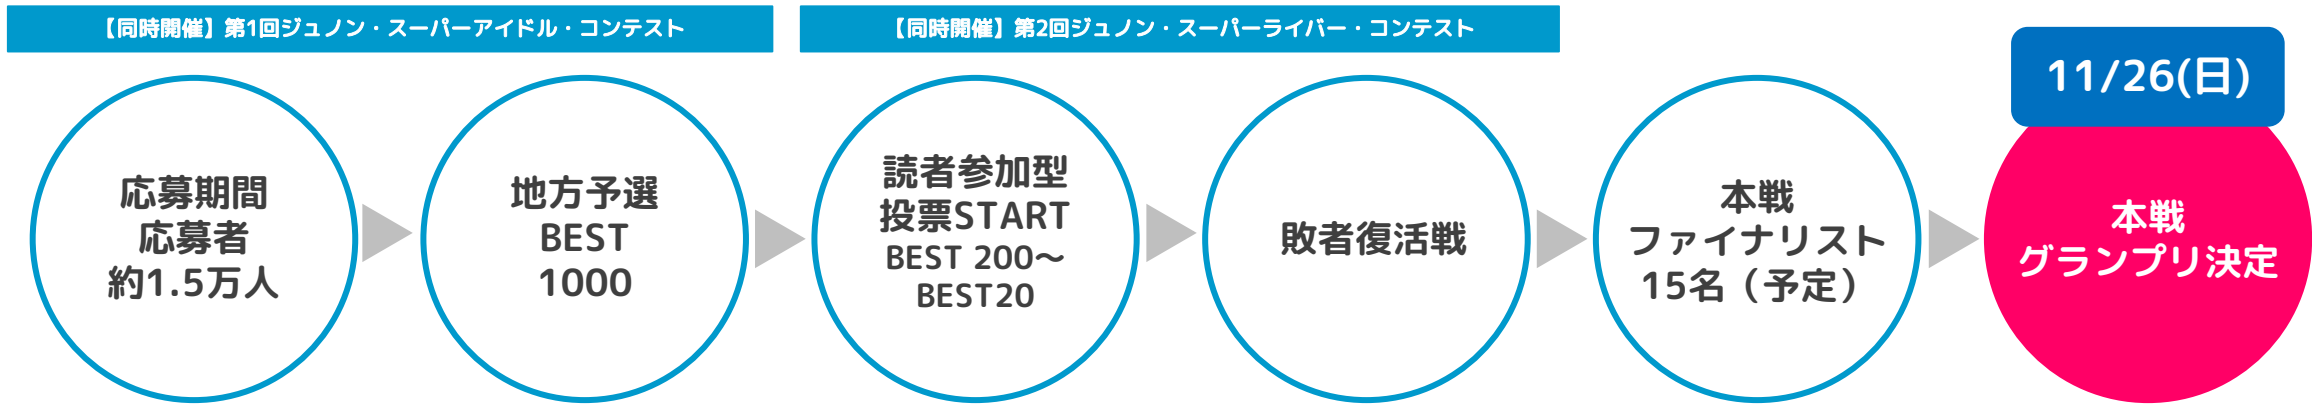 【同時開催】第1回ジュノン・スーパーアイドル・コンテスト
【同時開催】第2回ジュノン・スーパーライバー・コンテスト
応募期間
応募者
約1.5万人
地方予選
BEST
1000
読者参加型
投票START
BEST 200～
BEST20
敗者復活戦
本戦
ファイナリスト
15名（予定）
11/26(日)
本戦
グランプリ決定